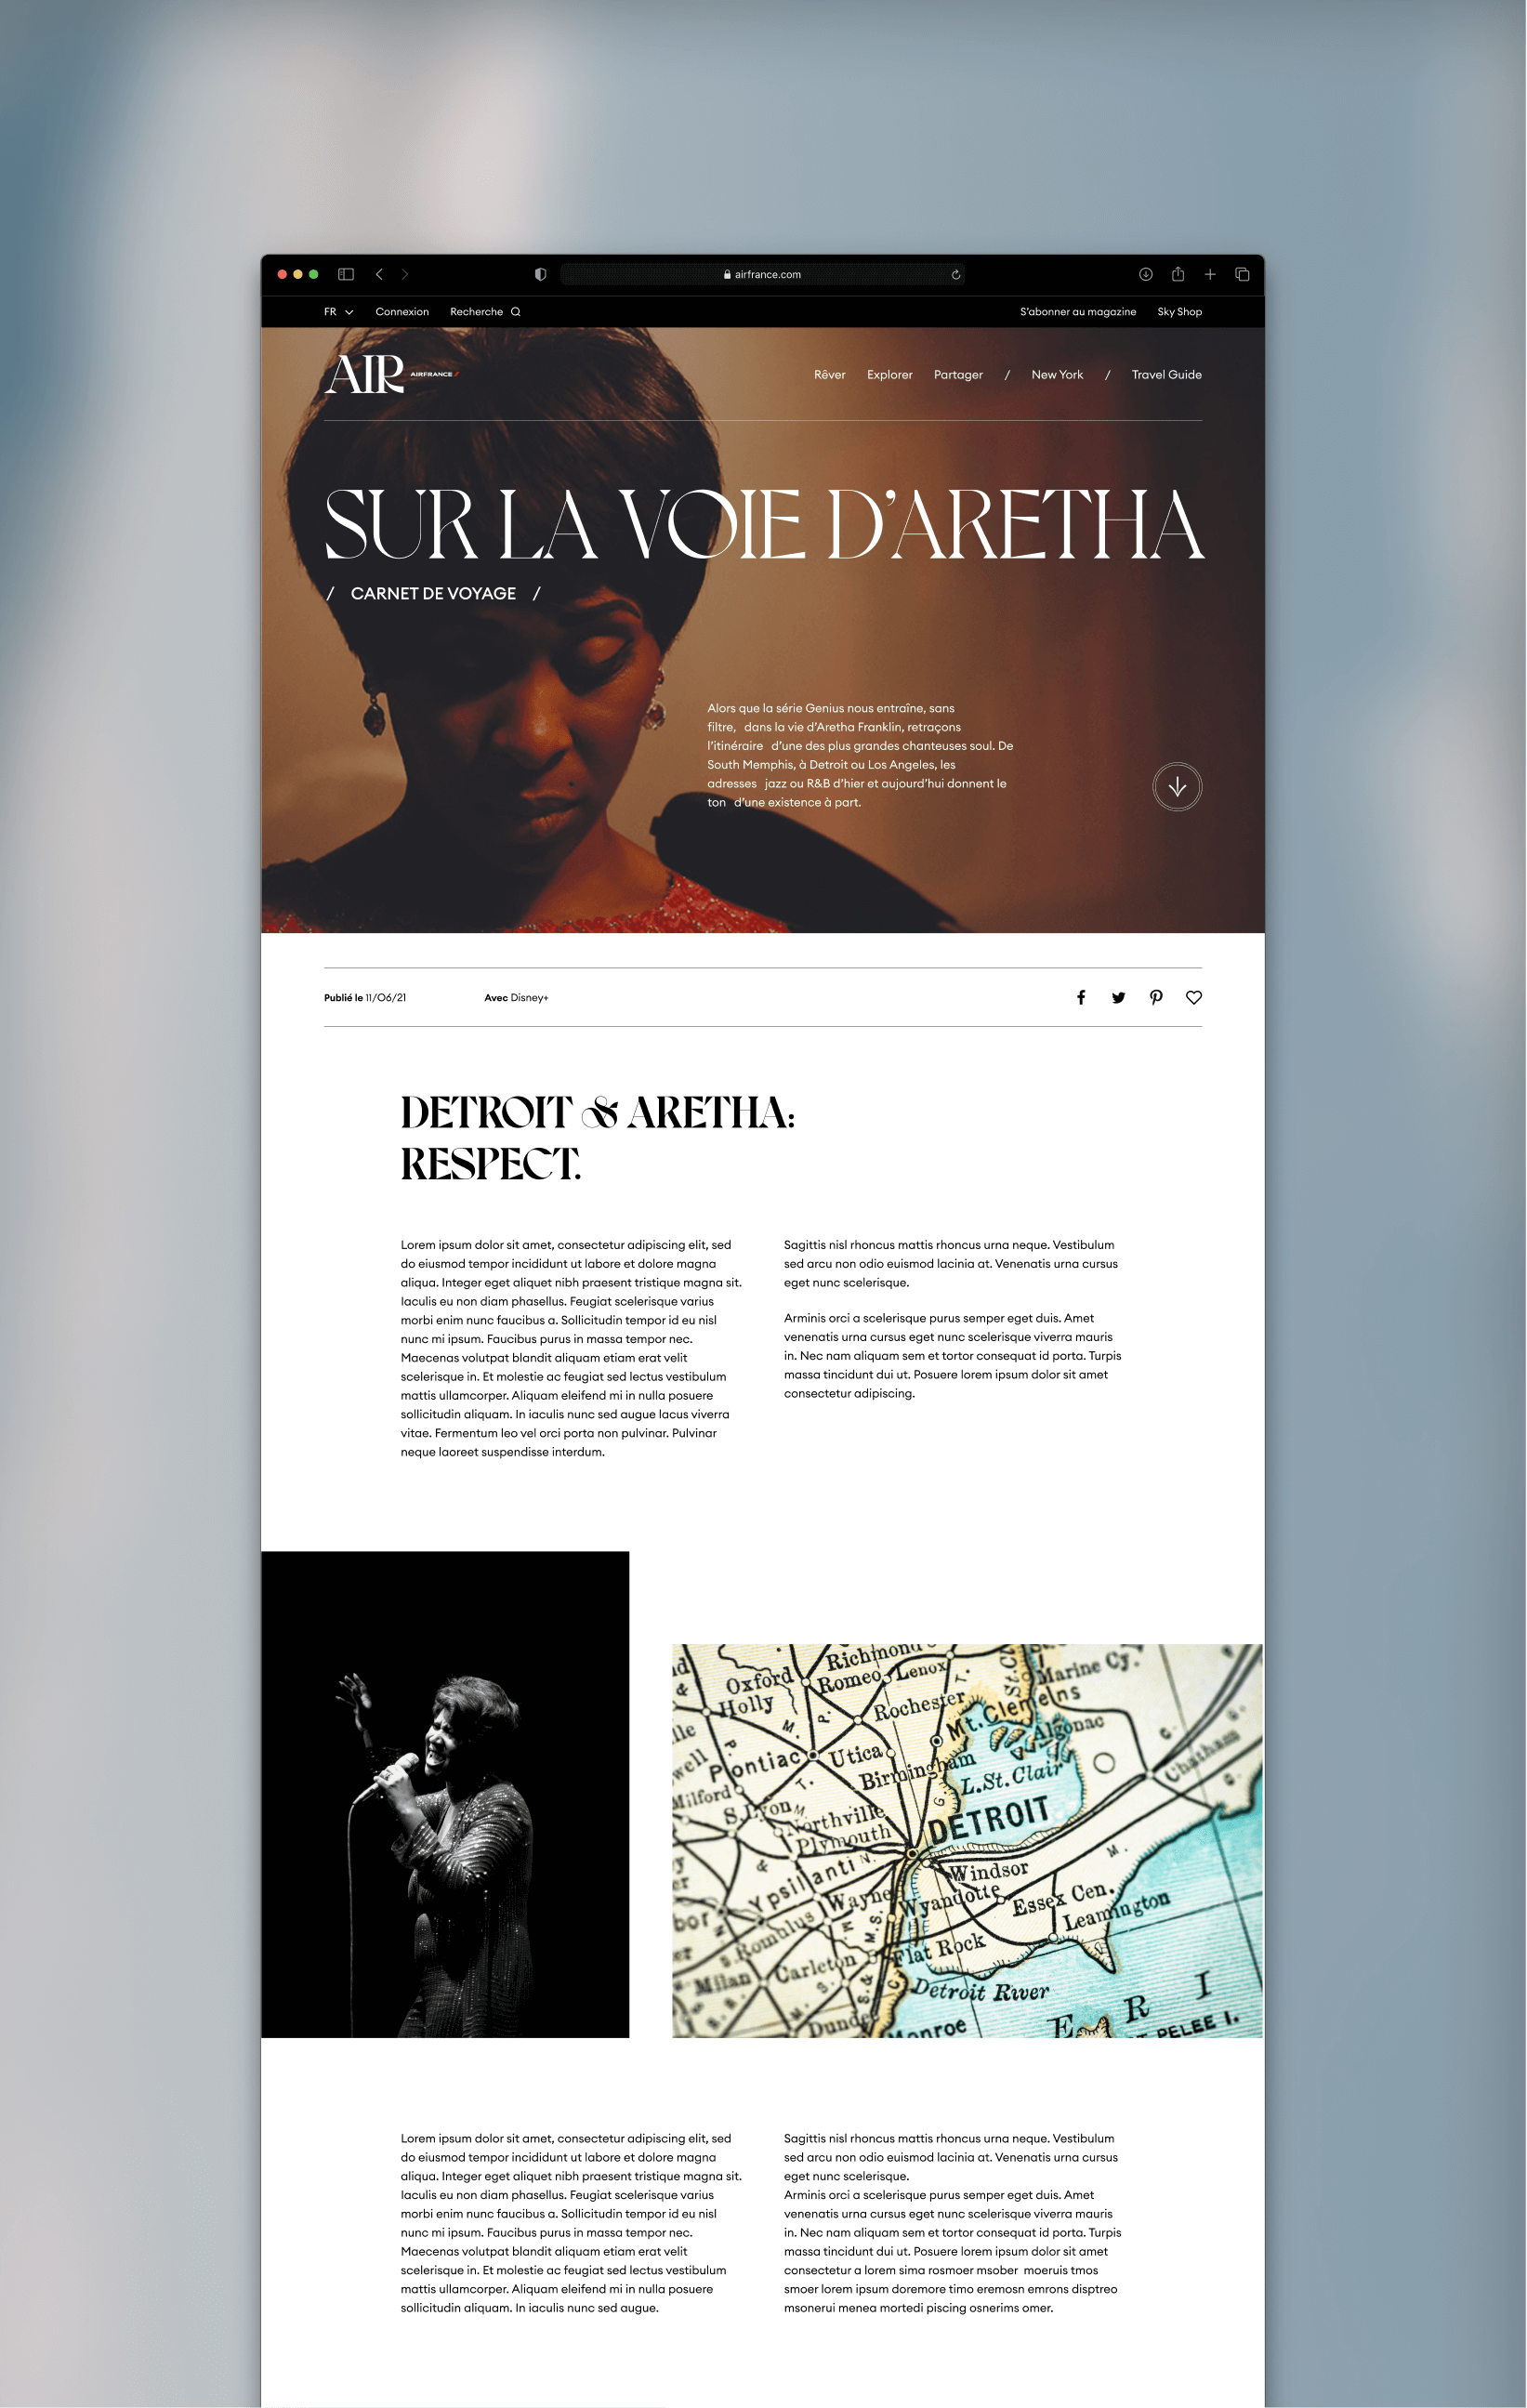 airfrance.com
FR
Connexion
Recherche
S'abonner au magazine
Sky Shop
AIR AIRFRANCE
Rêver
Explorer
Partager
/
New York
/
Travel Guide
SUR LA VOIE D'ARETHA
/ CARNET DE VOYAGE /
Alors que la série Genius nous entraîne, sans
filtre, dans la vie d'Aretha Franklin, retraçons
l'itinéraire d'une des plus grandes chanteuses soul. De
South Memphis, à Detroit ou Los Angeles, les
adresses jazz ou R&B d'hier et aujourd'hui donnent le
ton d'une existence à part.
Publié le 11/06/21
Avec Disney+
DETROIT & ARETHA:
RESPECT.
Lorem ipsum dolor sit amet, consectetur adipiscing elit, sed
do eiusmod tempor incididunt ut labore et dolore magna
aliqua. Integer eget aliquet nibh praesent tristique magna sit.
Iaculis eu non diam phasellus. Feugiat scelerisque varius
morbi enim nunc faucibus a. Sollicitudin tempor id eu nisl
nunc mi ipsum. Faucibus purus in massa tempor nec.
Maecenas volutpat blandit aliquam etiam erat velit
scelerisque in. Et molestie ac feugiat sed lectus vestibulum
mattis ullamcorper. Aliquam eleifend mi in nulla posuere
sollicitudin aliquam. In iaculis nunc sed augue lacus viverra
vitae. Fermentum leo vel orci porta non pulvinar. Pulvinar
neque laoreet suspendisse interdum.
Sagittis nisl rhoncus mattis rhoncus urna neque. Vestibulum
sed arcu non odio euismod lacinia at. Venenatis urna cursus
eget nunc scelerisque.
Arminis orci a scelerisque purus semper eget duis. Amet
venenatis urna cursus eget nunc scelerisque viverra mauris
in. Nec nam aliquam sem et tortor consequat id porta. Turpis
massa tincidunt dui ut. Posuere lorem ipsum dolor sit amet
consectetur adipiscing.
Richmond
Oxford
Romeo
Lenox
Marine Cy.
Holly
Rochester
Mt. Clemens
Algonac
Pontiac
Utica
Birmingham
L. St. Clair
Chatham
Milford
S. Lyon
Northville
DETROIT
Plymouth
Windsor
Ypsilanti
Wayne
Wyandotte
Essex Cen.
Leamington
Romulus
Flat Rock
Milan
Carleton
Detroit River
Dundee
Monroe
E R I
PELEE I.
Lorem ipsum dolor sit amet, consectetur adipiscing elit, sed
do eiusmod tempor incididunt ut labore et dolore magna
aliqua. Integer eget aliquet nibh praesent tristique magna sit.
Iaculis eu non diam phasellus. Feugiat scelerisque varius
morbi enim nunc faucibus a. Sollicitudin tempor id eu nisl
nunc mi ipsum. Faucibus purus in massa tempor nec.
Maecenas volutpat blandit aliquam etiam erat velit
scelerisque in. Et molestie ac feugiat sed lectus vestibulum
mattis ullamcorper. Aliquam eleifend mi in nulla posuere
sollicitudin aliquam. In iaculis nunc sed augue.
Sagittis nisl rhoncus mattis rhoncus urna neque. Vestibulum
sed arcu non odio euismod lacinia at. Venenatis urna cursus
eget nunc scelerisque.
Arminis orci a scelerisque purus semper eget duis. Amet
venenatis urna cursus eget nunc scelerisque viverra mauris
in. Nec nam aliquam sem et tortor consequat id porta. Turpis
massa tincidunt dui ut. Posuere lorem ipsum dolor sit amet
consectetur a lorem sima rosmoer msober moeruis tmos
smoer lorem ipsum doremore timo eremosn emrons disptreo
msonerui menea mortedi piscing osnerims omer.